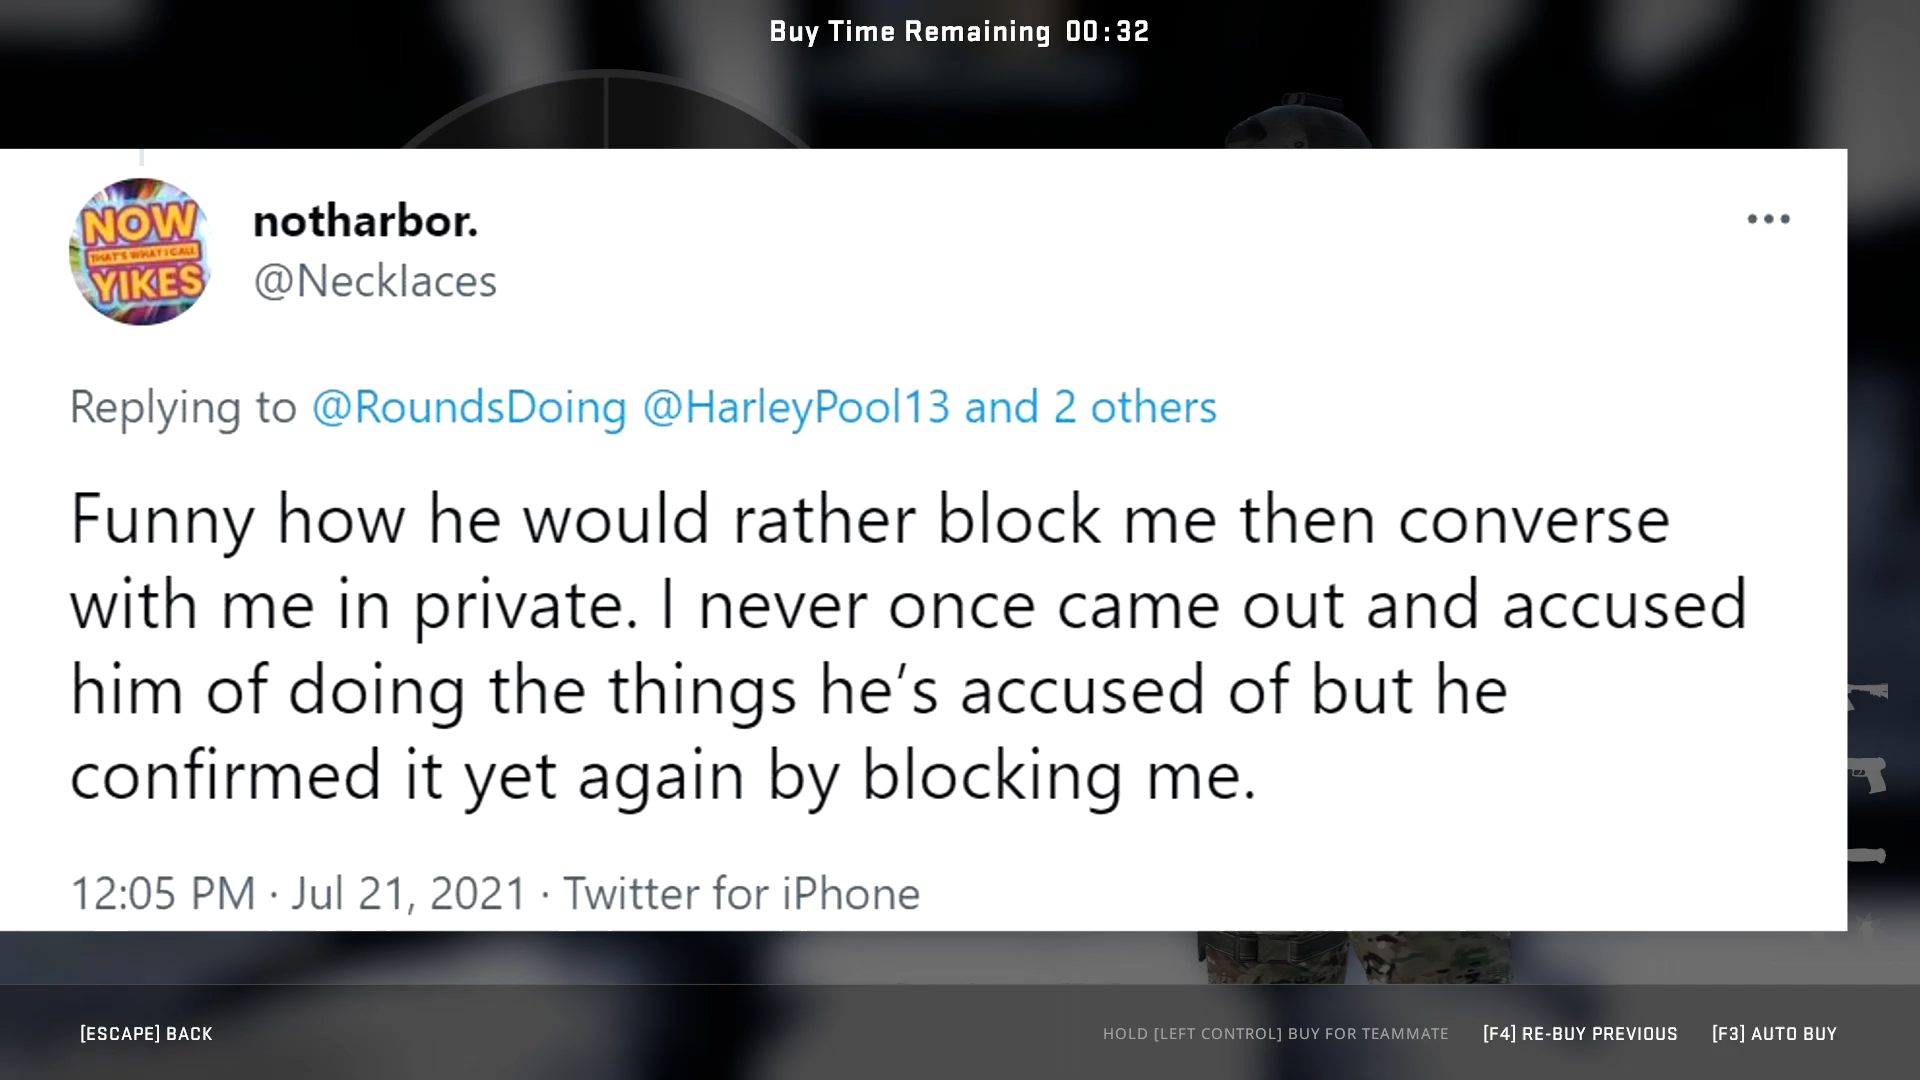 Buy Time Remaining 00:32
NOW
THAT'S WHAT I CALL
YIKES
notharbor.
@Necklaces
Replying to @RoundsDoing @HarleyPool13 and 2 others
Funny how he would rather block me then converse
with me in private. I never once came out and accused
him of doing the things he’s accused of but he
confirmed it yet again by blocking me.
12:05 PM · Jul 21, 2021 · Twitter for iPhone
[ESCAPE] BACK
HOLD [LEFT CONTROL] BUY FOR TEAMMATE
[F4] RE-BUY PREVIOUS
[F3] AUTO BUY